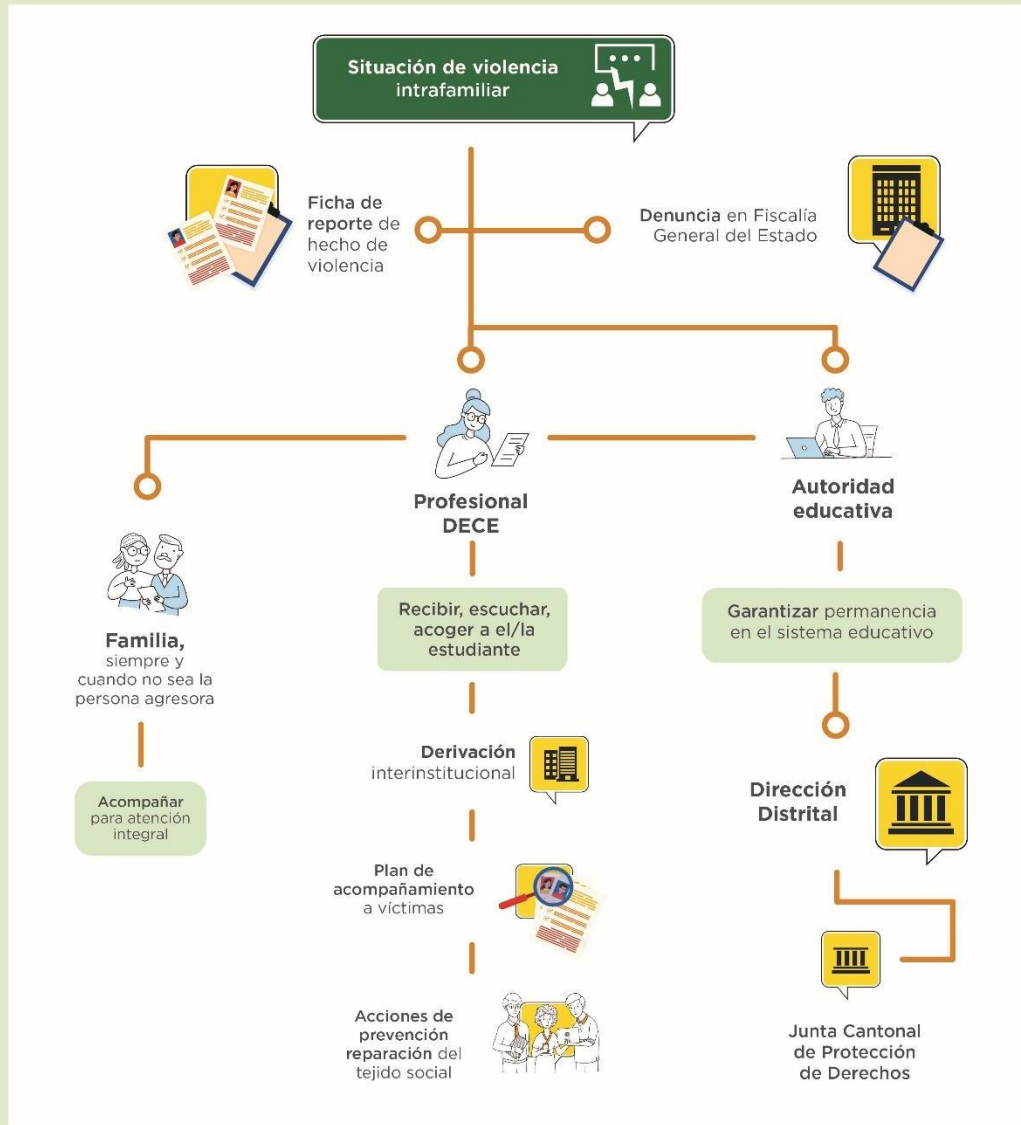 Situación de violencia
intrafamiliar
Ficha de
reporte de
hecho de
violencia
Denuncia en Fiscalía
General del Estado
Profesional
DECE
Autoridad
educativa
Familia,
siempre y
cuando no sea la
persona agresora
Recibir, escuchar,
acoger a el/la
estudiante
Garantizar permanencia
en el sistema educativo
Acompañar
para atención
integral
Derivación
interinstitucional
Dirección
Distrital
Plan de
acompañamiento
a víctimas
Acciones de
prevención
reparación del
tejido social
Junta Cantonal
de Protección
de Derechos